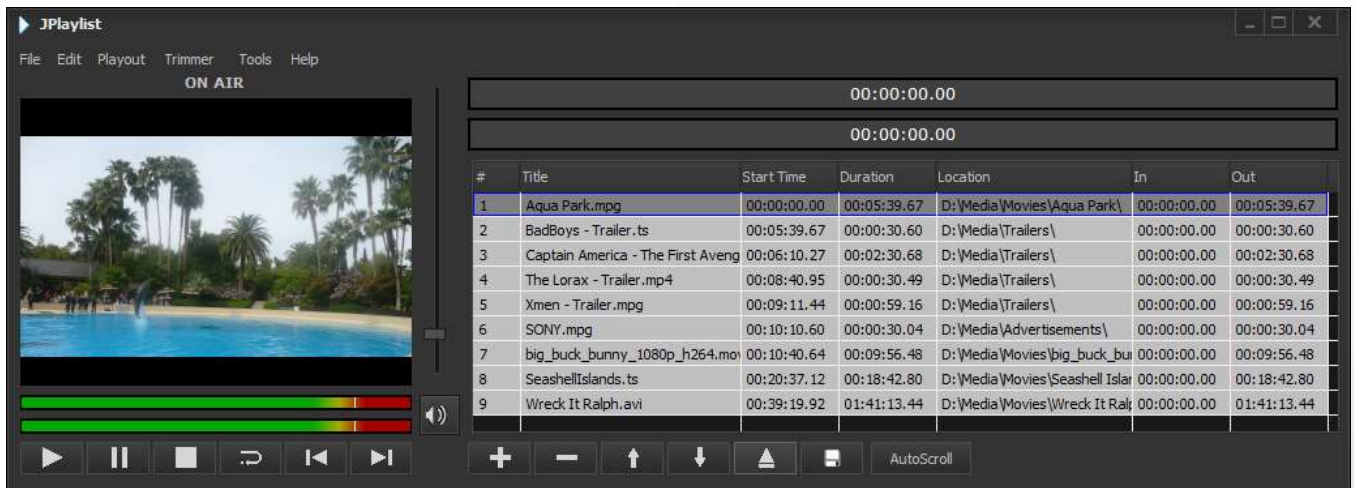 JPlaylist
File Edit Playout Trimmer Tools Help
ON AIR
00:00:00.00
00:00:00.00
# Title Start Time Duration Location In Out
1 Aqua Park.mpg 00:00:00.00 00:05:39.67 D:\Media\Movies\Aqua Park\ 00:00:00.00 00:05:39.67
2 BadBoys - Trailer.ts 00:05:39.67 00:00:30.60 D:\Media\Trailers\ 00:00:00.00 00:00:30.60
3 Captain America - The First Aveng 00:06:10.27 00:02:30.68 D:\Media\Trailers\ 00:00:00.00 00:02:30.68
4 The Lorax - Trailer.mp4 00:08:40.95 00:00:30.49 D:\Media\Trailers\ 00:00:00.00 00:00:30.49
5 Xmen - Trailer.mpg 00:09:11.44 00:00:59.16 D:\Media\Trailers\ 00:00:00.00 00:00:59.16
6 SONY.mpg 00:10:10.60 00:00:30.04 D:\Media\Advertisements\ 00:00:00.00 00:00:30.04
7 big_buck_bunny_1080p_h264.mov 00:10:40.64 00:09:56.48 D:\Media\Movies\big_buck_bu 00:00:00.00 00:09:56.48
8 SeashellIslands.ts 00:20:37.12 00:18:42.80 D:\Media\Movies\Seashell Islar 00:00:00.00 00:18:42.80
9 Wreck It Ralph.avi 00:39:19.92 01:41:13.44 D:\Media\Movies\Wreck It Ralp 00:00:00.00 01:41:13.44
AutoScroll